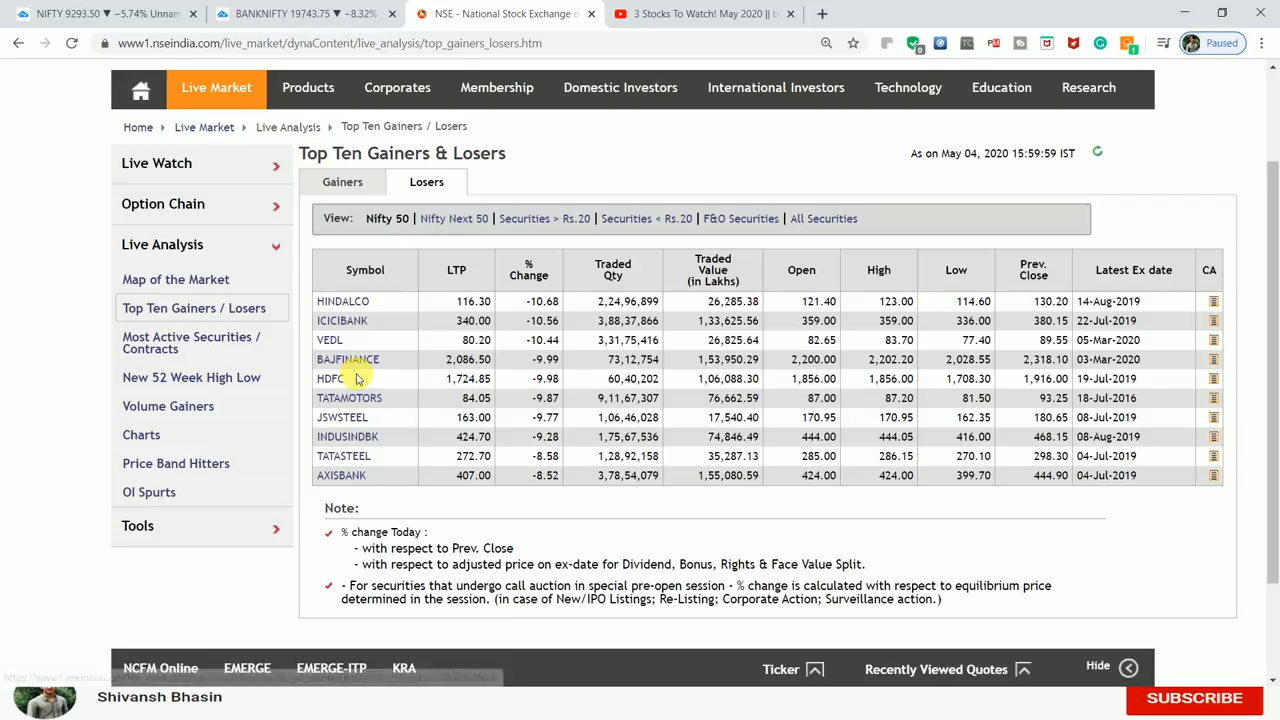 NIFTY 9293.50 ▼ -5.74% Unnam
BANKNIFTY 19743.75 ▼ -8.32%
NSE - National Stock Exchange o
3 Stocks To Watch! May 2020 || b
www1.nseindia.com/live_market/dynaContent/live_analysis/top_gainers_losers.htm
Paused
Live Market Products Corporates Membership Domestic Investors International Investors Technology Education Research
Home Live Market Live Analysis Top Ten Gainers / Losers
Live Watch
Option Chain
Live Analysis
Map of the Market
Top Ten Gainers / Losers
Most Active Securities /
Contracts
New 52 Week High Low
Volume Gainers
Charts
Price Band Hitters
OI Spurts
Tools
Top Ten Gainers & Losers
As on May 04, 2020 15:59:59 IST
Gainers Losers
View: Nifty 50 | Nifty Next 50 | Securities > Rs.20 | Securities < Rs.20 | F&O Securities | All Securities
Symbol LTP % Change Traded Qty Traded Value (in Lakhs) Open High Low Prev. Close Latest Ex date CA
HINDALCO 116.30 -10.68 2,24,96,899 26,285.38 121.40 123.00 114.60 130.20 14-Aug-2019
ICICIBANK 340.00 -10.56 3,88,37,866 1,33,625.56 359.00 359.00 336.00 380.15 22-Jul-2019
VEDL 80.20 -10.44 3,31,75,416 26,825.64 82.65 83.70 77.40 89.55 05-Mar-2020
BAJFINANCE 2,086.50 -9.99 73,12,754 1,53,950.29 2,200.00 2,202.20 2,028.55 2,318.10 03-Mar-2020
HDFC 1,724.85 -9.98 60,40,202 1,06,088.30 1,856.00 1,856.00 1,708.30 1,916.00 19-Jul-2019
TATAMOTORS 84.05 -9.87 9,11,67,307 76,662.59 87.00 87.20 81.50 93.25 18-Jul-2016
JSWSTEEL 163.00 -9.77 1,06,46,028 17,540.40 170.95 170.95 162.35 180.65 08-Jul-2019
INDUSINDBK 424.70 -9.28 1,75,67,536 74,846.49 444.00 444.05 416.00 468.15 08-Aug-2019
TATASTEEL 272.70 -8.58 1,28,92,158 35,287.13 285.00 286.15 270.10 298.30 04-Jul-2019
AXISBANK 407.00 -8.52 3,78,54,079 1,55,080.59 424.00 424.00 399.70 444.90 04-Jul-2019
Note:
% change Today :
- with respect to Prev. Close
- with respect to adjusted price on ex-date for Dividend, Bonus, Rights & Face Value Split.
- For securities that undergo call auction in special pre-open session - % change is calculated with respect to equilibrium price
determined in the session. (in case of New/IPO Listings; Re-Listing; Corporate Action; Surveillance action.)
NCFM Online EMERGE EMERGE-ITP KRA Ticker Recently Viewed Quotes Hide
Shivansh Bhasin
SUBSCRIBE